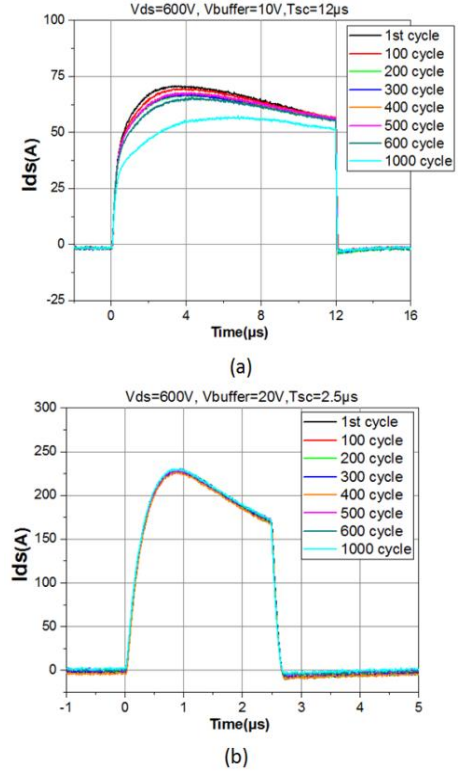 Vds=600V, Vbuffer=10V,Tsc=12μs
100
75
50
25
0
-25
Ids(A)
1st cycle
100 cycle
200 cycle
300 cycle
400 cycle
500 cycle
600 cycle
1000 cycle
0 4 8 12 16
Time(μs)
(a)
Vds=600V, Vbuffer=20V,Tsc=2.5μs
300
250
200
150
100
50
0
-50
Ids(A)
1st cycle
100 cycle
200 cycle
300 cycle
400 cycle
500 cycle
600 cycle
1000 cycle
-1 0 1 2 3 4 5
Time(μs)
(b)